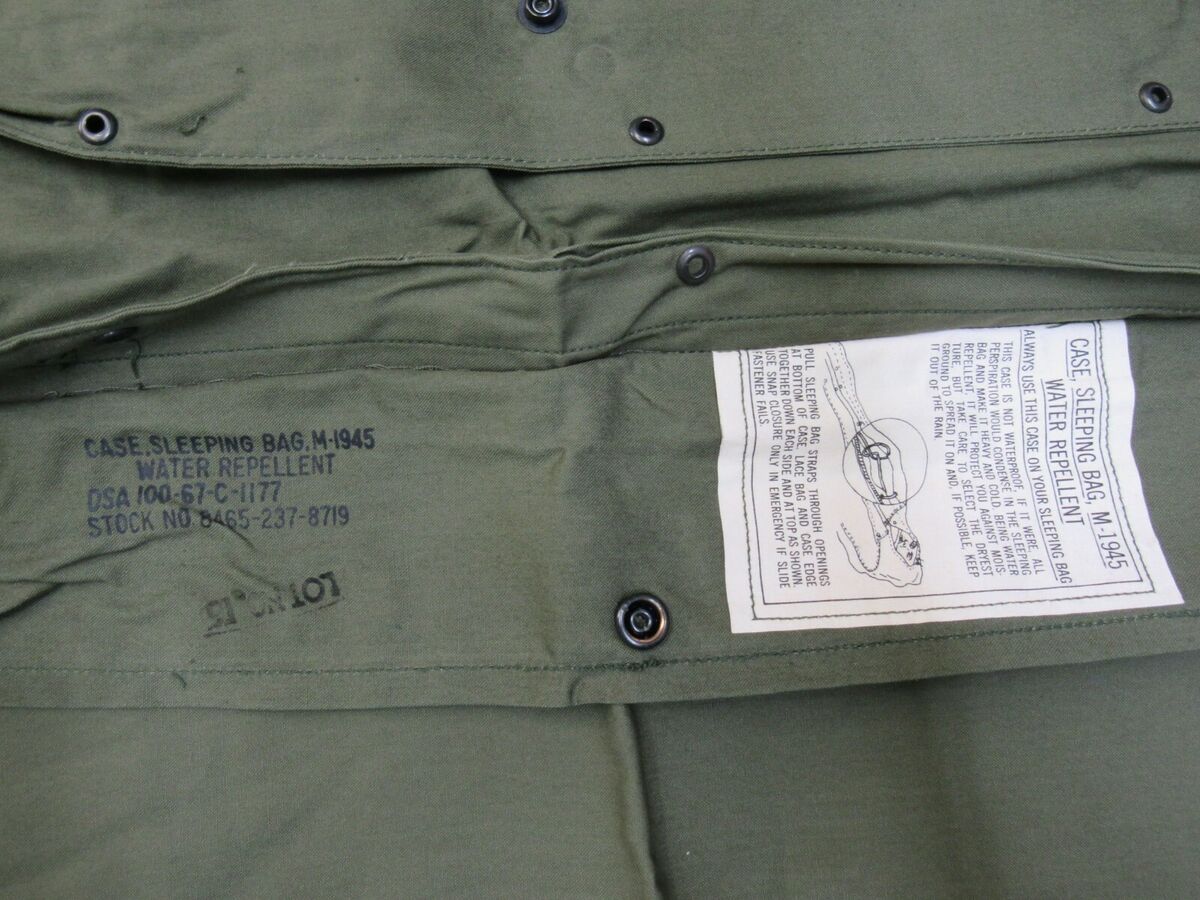 CASE, SLEEPING BAG, M-1945
WATER REPELLENT
DSA 100-67-C-1177
STOCK NO. 8465-237-8719
LOT NO. 15
CASE, SLEEPING BAG, M-1945
WATER REPELLENT
ALWAYS USE THIS CASE ON YOUR SLEEPING BAG
THIS CASE IS NOT WATERPROOF. IF IT WERE, ALL
PERSPIRATION WOULD CONDENSE IN THE SLEEPING
BAG AND MAKE IT HEAVY AND COLD. BEING WATER
REPELLENT, IT WILL PROTECT YOU AGAINST MOIS-
TURE, BUT TAKE CARE TO SELECT THE DRYEST
GROUND TO SPREAD IT ON AND, IF POSSIBLE, KEEP
IT OUT OF THE RAIN.
PULL SLEEPING BAG STRAPS THROUGH OPENINGS
AT BOTTOM OF CASE. LACE BAG AND CASE EDGE
TOGETHER DOWN EACH SIDE AND AT TOP AS SHOWN.
USE SNAP CLOSURE ONLY IN EMERGENCY IF SLIDE
FASTENER FAILS.